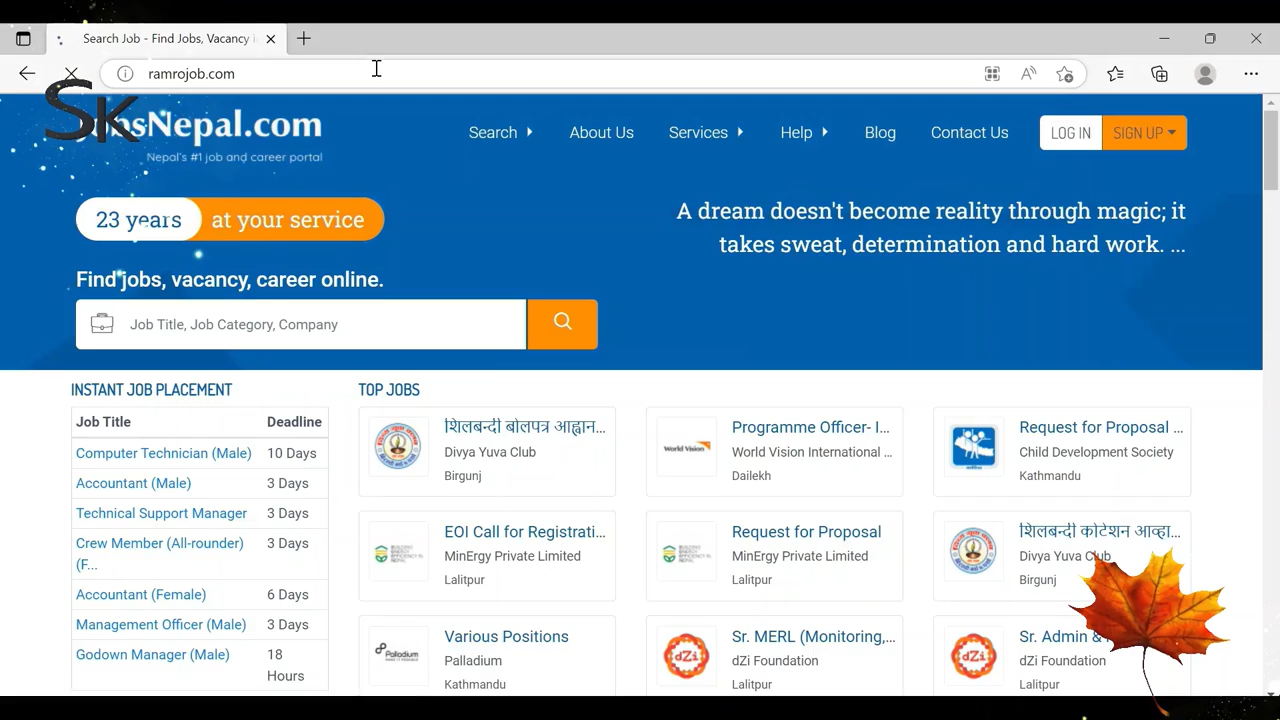 Search Job - Find Jobs, Vacancy i
ramrojob.com
SK
JobsNepal.com
Nepal's #1 job and career portal
Search
About Us
Services
Help
Blog
Contact Us
LOG IN
SIGN UP
23 years at your service
A dream doesn't become reality through magic; it
takes sweat, determination and hard work. ...
Find jobs, vacancy, career online.
Job Title, Job Category, Company
INSTANT JOB PLACEMENT
Job Title Deadline
Computer Technician (Male) 10 Days
Accountant (Male) 3 Days
Technical Support Manager 3 Days
Crew Member (All-rounder) 3 Days
(F...
Accountant (Female) 6 Days
Management Officer (Male) 3 Days
Godown Manager (Male) 18
Hours
TOP JOBS
शिलबन्दी बोलपत्र आह्वान...
Divya Yuva Club
Birgunj
World Vision
Programme Officer- I...
World Vision International ...
Dailekh
Request for Proposal ...
Child Development Society
Kathmandu
EOI Call for Registrati...
MinErgy Private Limited
Lalitpur
Request for Proposal
MinErgy Private Limited
Lalitpur
शिलबन्दी कोटेशन आव्हा...
Divya Yuva Club
Birgunj
Palladium
Various Positions
Palladium
Kathmandu
dZi
Sr. MERL (Monitoring,...
dZi Foundation
Lalitpur
dZi
Sr. Admin &
dZi Foundation
Lalitpur